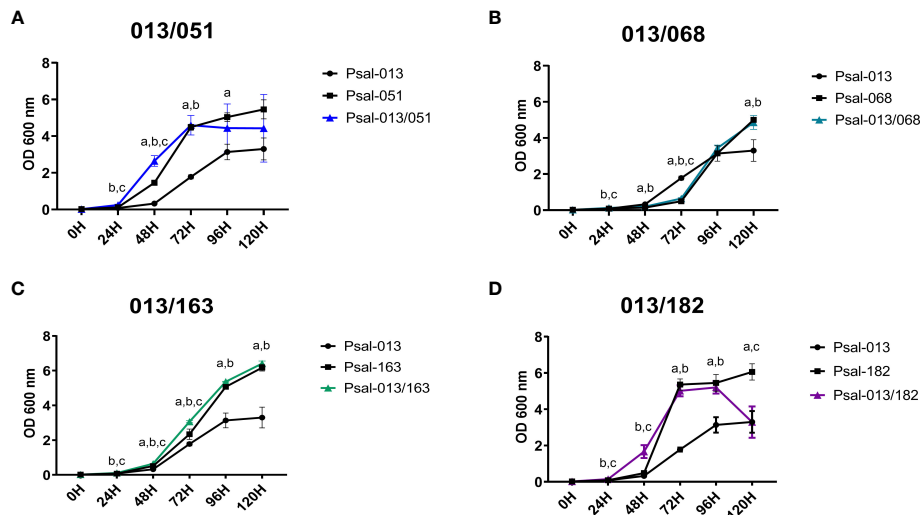 A
013/051
OD 600 nm
8
6
4
2
0
b,c
a,b,c
a,b
a
0H
24H
48H
72H
96H
120H
Psal-013
Psal-051
Psal-013/051
B
013/068
OD 600 nm
8
6
4
2
0
b,c
a,b
a,b,c
a,b
0H
24H
48H
72H
96H
120H
Psal-013
Psal-068
Psal-013/068
C
013/163
OD 600 nm
8
6
4
2
0
b,c
a,b,c
a,b,c
a,b
a,b
0H
24H
48H
72H
96H
120H
Psal-013
Psal-163
Psal-013/163
D
013/182
OD 600 nm
8
6
4
2
0
b,c
b,c
a,b
a,b
a,c
0H
24H
48H
72H
96H
120H
Psal-013
Psal-182
Psal-013/182